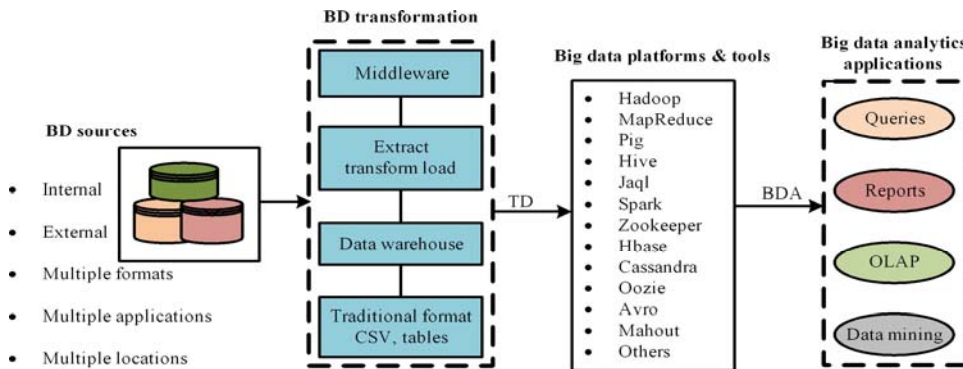 BD sources
• Internal
• External
• Multiple formats
• Multiple applications
• Multiple locations
BD transformation
Middleware
Extract
transform load
Data warehouse
Traditional format
CSV, tables
TD
Big data platforms & tools
• Hadoop
• MapReduce
• Pig
• Hive
• Jaql
• Spark
• Zookeeper
• Hbase
• Cassandra
• Oozie
• Avro
• Mahout
• Others
BDA
Big data analytics
applications
Queries
Reports
OLAP
Data mining